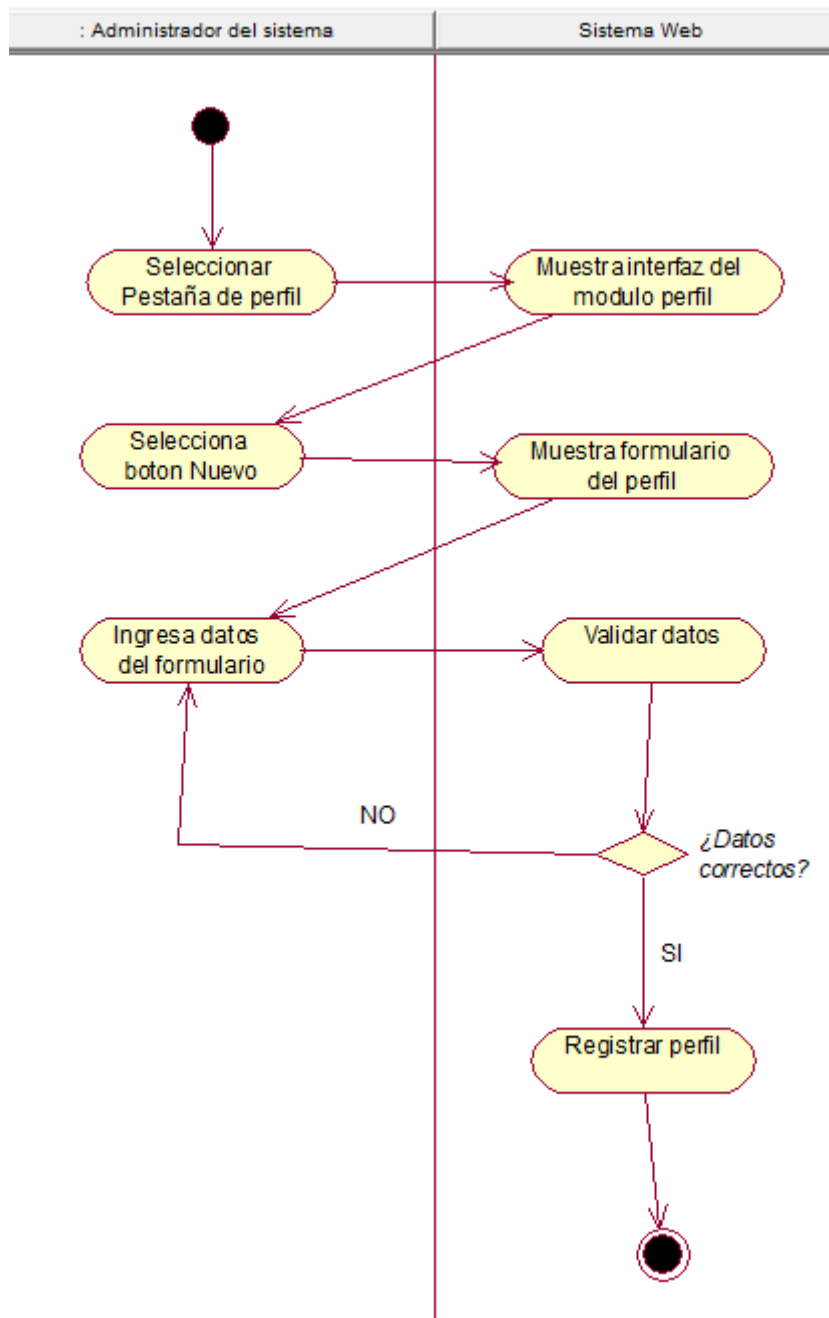 : Administrador del sistema
Sistema Web
Seleccionar
Pestaña de perfil
Muestra interfaz del
modulo perfil
Selecciona
boton Nuevo
Muestra formulario
del perfil
Ingresa datos
del formulario
Validar datos
NO
¿Datos
correctos?
SI
Registrar perfil